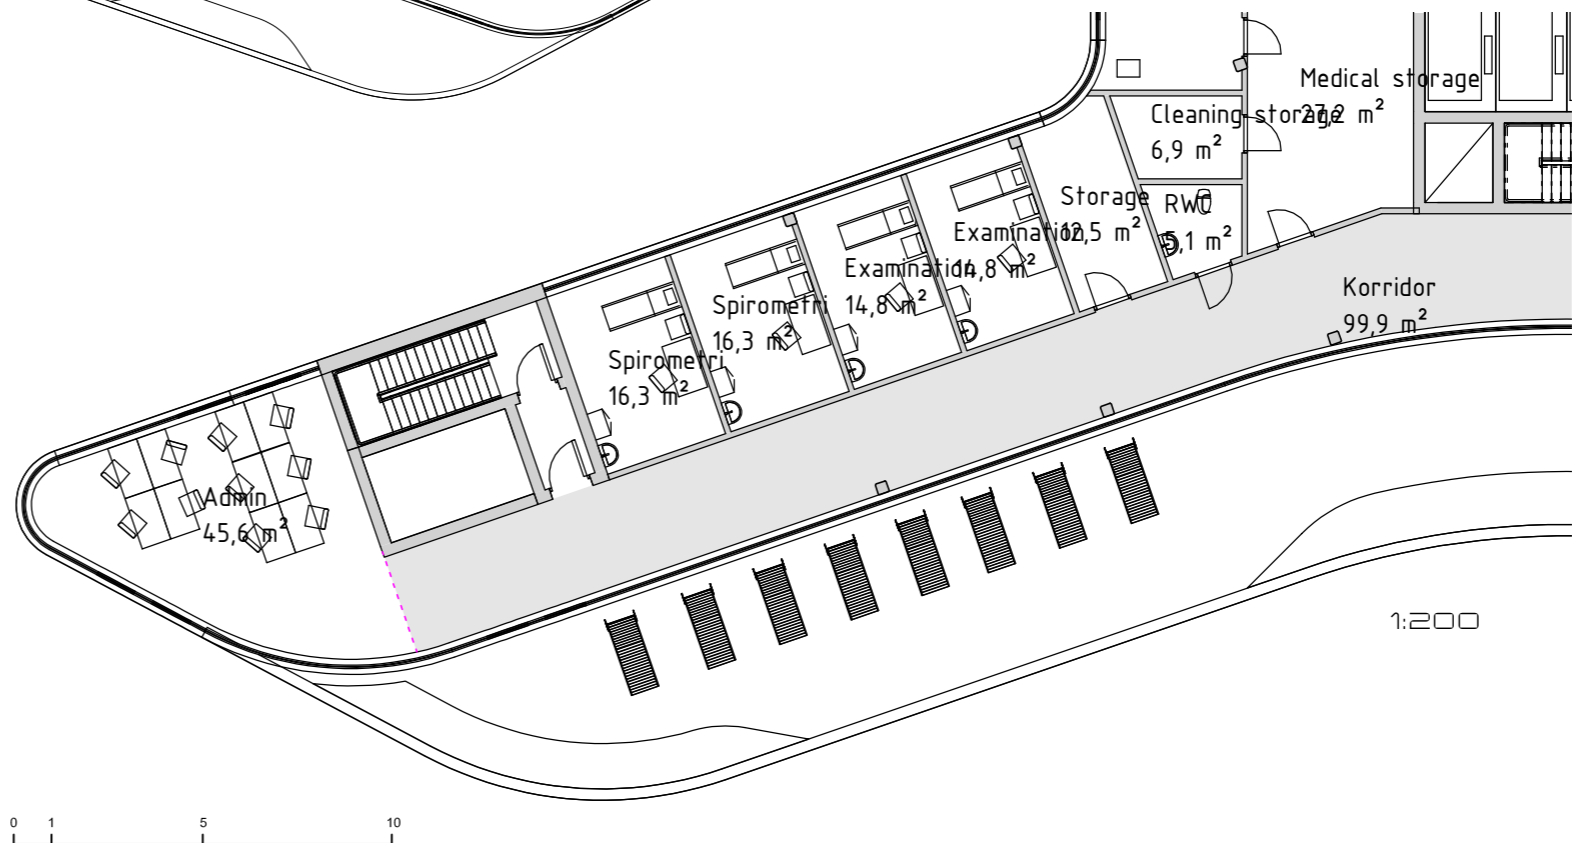 Medical storage
27,2 m²
Cleaning storage
6,9 m²
Storage
12,5 m²
RWC
5,1 m²
Examination
14,8 m²
Examination
14,8 m²
Spirometri
16,3 m²
Spirometri
16,3 m²
Korridor
99,9 m²
Admin
45,6 m²
1:200
0 1 5 10